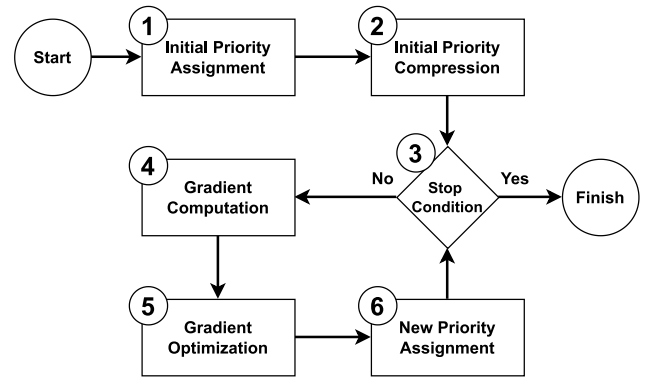 Start
1
Initial Priority
Assignment
2
Initial Priority
Compression
3
Stop
Condition
No
Yes
Finish
4
Gradient
Computation
5
Gradient
Optimization
6
New Priority
Assignment